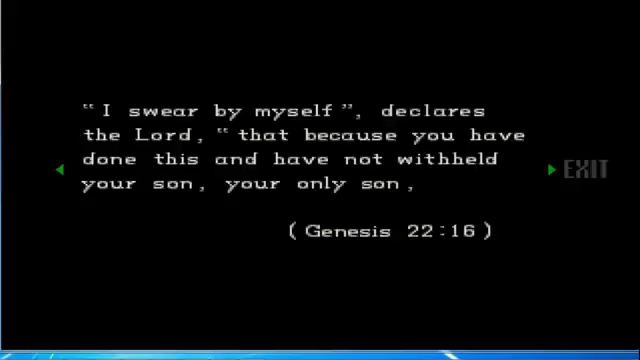 “I swear by myself”, declares
the Lord, “that because you have
done this and have not withheld
your son, your only son,
EXIT
(Genesis 22:16)